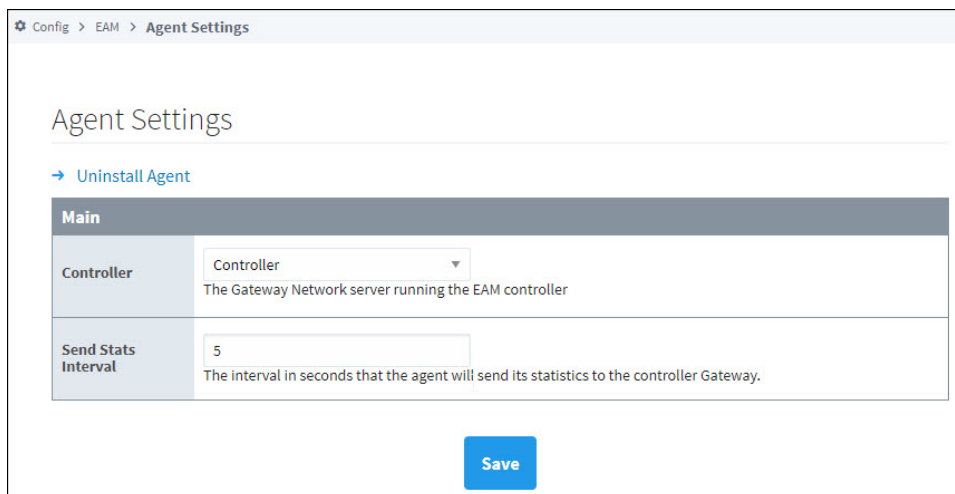 Config > EAM > Agent Settings
Agent Settings
→ Uninstall Agent
Main
Controller
Controller
The Gateway Network server running the EAM controller
Send Stats
Interval
5
The interval in seconds that the agent will send its statistics to the controller Gateway.
Save